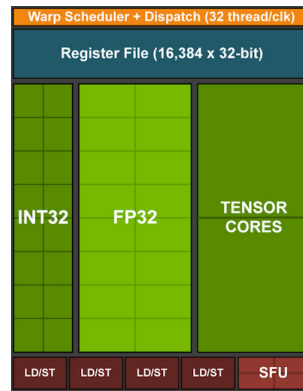 Warp Scheduler + Dispatch (32 thread/clk)
Register File (16,384 x 32-bit)
INT32
FP32
TENSOR
CORES
LD/ST
LD/ST
LD/ST
LD/ST
SFU